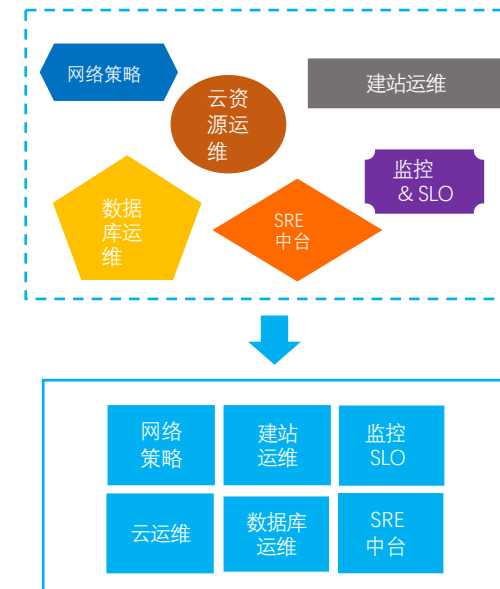 网络策略
云资
源运
维
建站运维
监控
& SLO
数据
库运
维
SRE
中台
网络
策略
建站
运维
监控
SLO
云运维
数据库
运维
SRE
中台